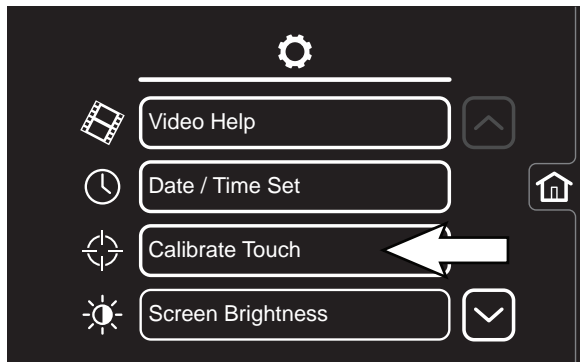 Video Help
Date / Time Set
Calibrate Touch
Screen Brightness